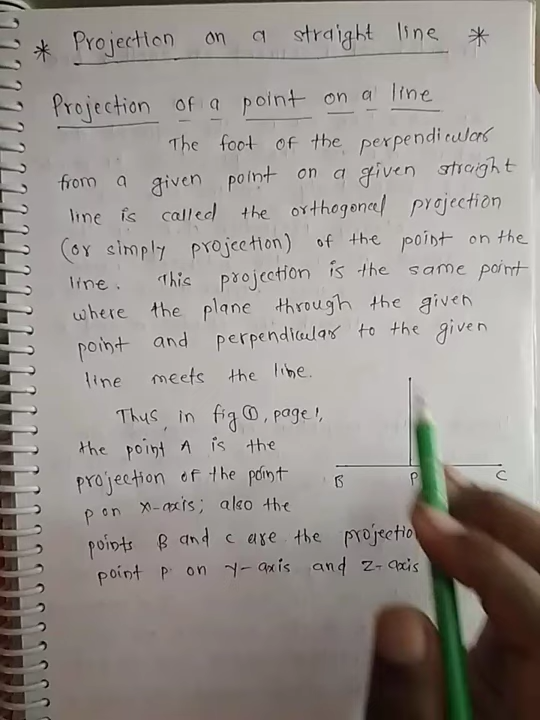 * Projection on a straight line *
Projection of a point on a line
The foot of the perpendicular
from a given point on a given straight
line is called the orthogonal projection
(or simply projection) of the point on the
line. This projection is the same point
where the plane through the given
point and perpendicular to the given
line meets the line.
Thus, in fig ①, page 1,
the point A is the
projection of the point
p on x-axis; also the
points B and C are the projectio
point P on Y-axis and Z-axis
B P C